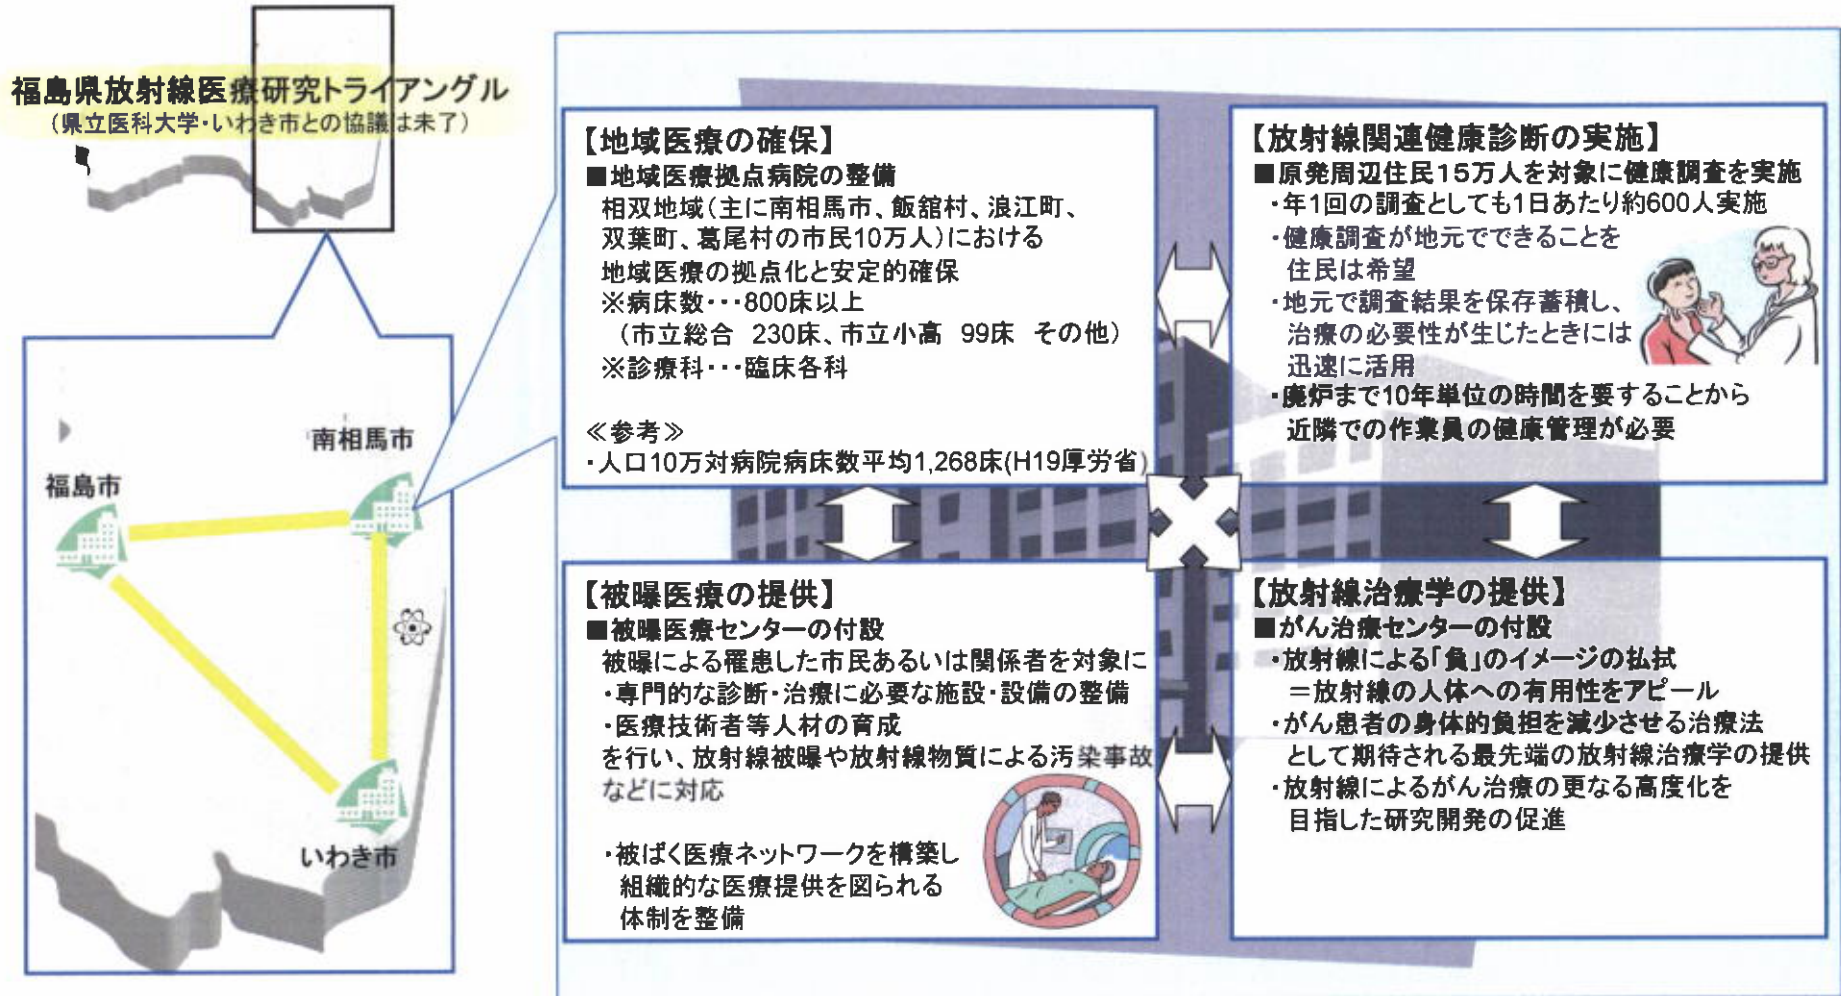 福島県放射線医療研究トライアングル
（県立医科大学・いわき市との協議は未了）
南相馬市
福島市
いわき市
【地域医療の確保】
■地域医療拠点病院の整備
相双地域（主に南相馬市、飯舘村、浪江町、
双葉町、葛尾村の市民10万人）における
地域医療の拠点化と安定的確保
※病床数・・・800床以上
（市立総合　230床、市立小高　99床　その他）
※診療科・・・臨床各科
≪参考≫
・人口10万対病院病床数平均1,268床(H19厚労省)
【放射線関連健康診断の実施】
■原発周辺住民15万人を対象に健康調査を実施
・年1回の調査としても1日あたり約600人実施
・健康調査が地元でできることを
住民は希望
・地元で調査結果を保存蓄積し、
治療の必要性が生じたときには
迅速に活用
・廃炉まで10年単位の時間を要することから
近隣での作業員の健康管理が必要
【被曝医療の提供】
■被曝医療センターの付設
被曝による罹患した市民あるいは関係者を対象に
・専門的な診断・治療に必要な施設・設備の整備
・医療技術者等人材の育成
を行い、放射線被曝や放射線物質による汚染事故
などに対応
・被ばく医療ネットワークを構築し
組織的な医療提供を図られる
体制を整備
【放射線治療学の提供】
■がん治療センターの付設
・放射線による「負」のイメージの払拭
＝放射線の人体への有用性をアピール
・がん患者の身体的負担を減少させる治療法
として期待される最先端の放射線治療学の提供
・放射線によるがん治療の更なる高度化を
目指した研究開発の促進